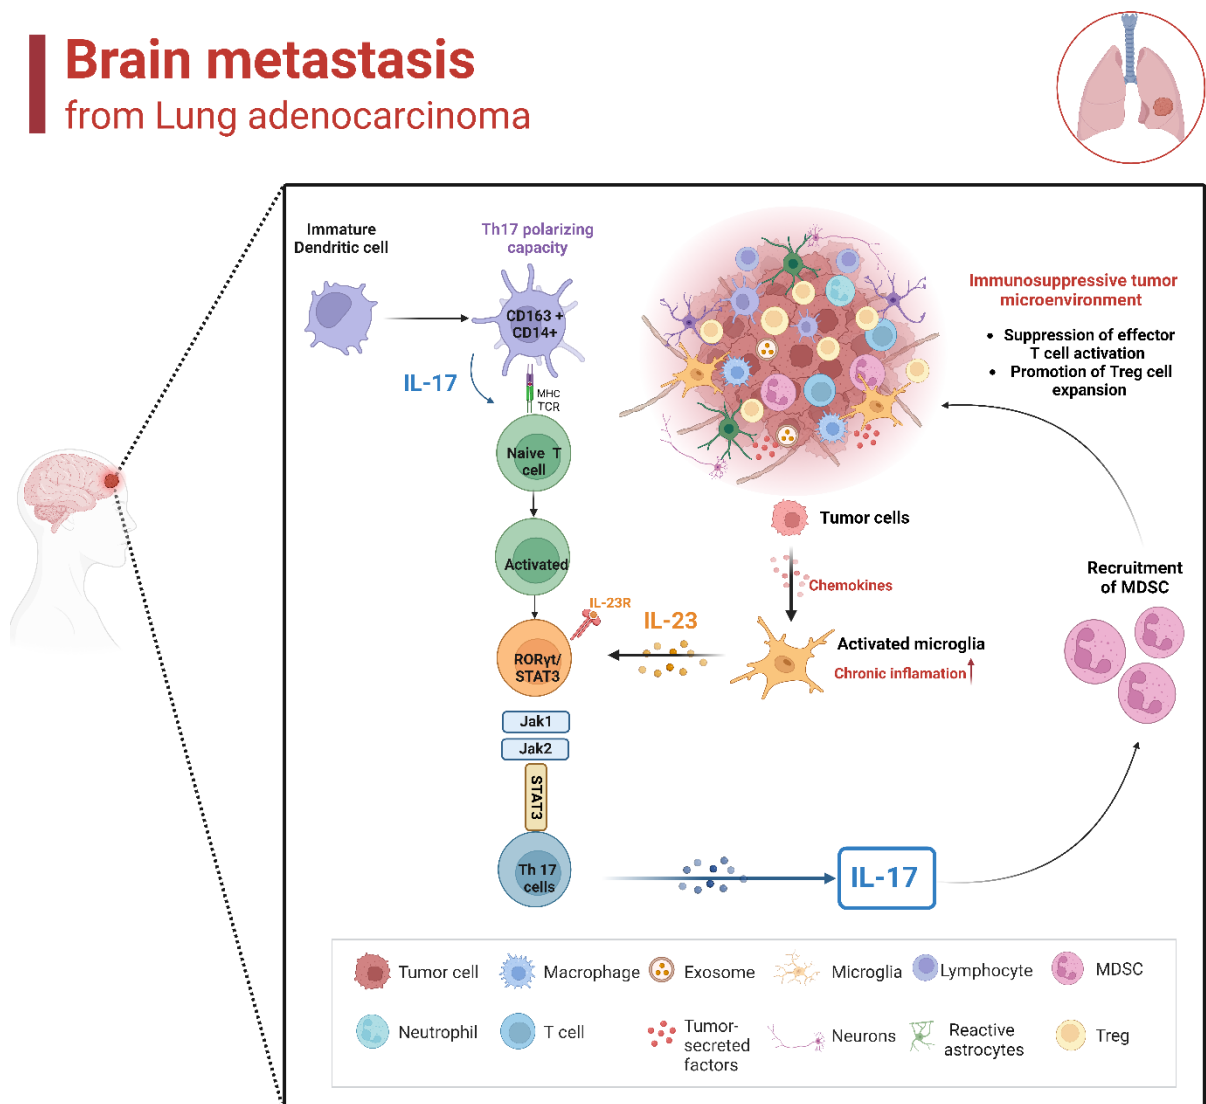 Brain metastasis
from Lung adenocarcinoma
Immature
Dendritic cell
Th17 polarizing
capacity
CD163 +
CD14+
IL-17
MHC
TCR
Naive T
cell
Activated
IL-23R
IL-23
RORγt/
STAT3
Jak1
Jak2
STAT3
Th 17
cells
Tumor cells
Chemokines
Activated microglia
Chronic inflamation
Immunosuppressive tumor
microenvironment
• Suppression of effector
T cell activation
• Promotion of Treg cell
expansion
Recruitment
of MDSC
IL-17
Tumor cell
Macrophage
Exosome
Microglia
Lymphocyte
MDSC
Neutrophil
T cell
Tumor-
secreted
factors
Neurons
Reactive
astrocytes
Treg